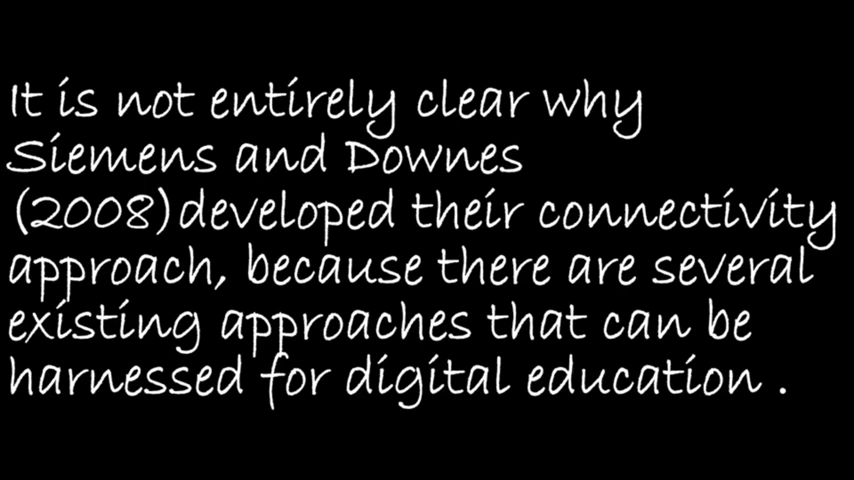 It is not entirely clear why
Siemens and Downes
(2008)developed their connectivity
approach, because there are several
existing approaches that can be
harnessed for digital education .